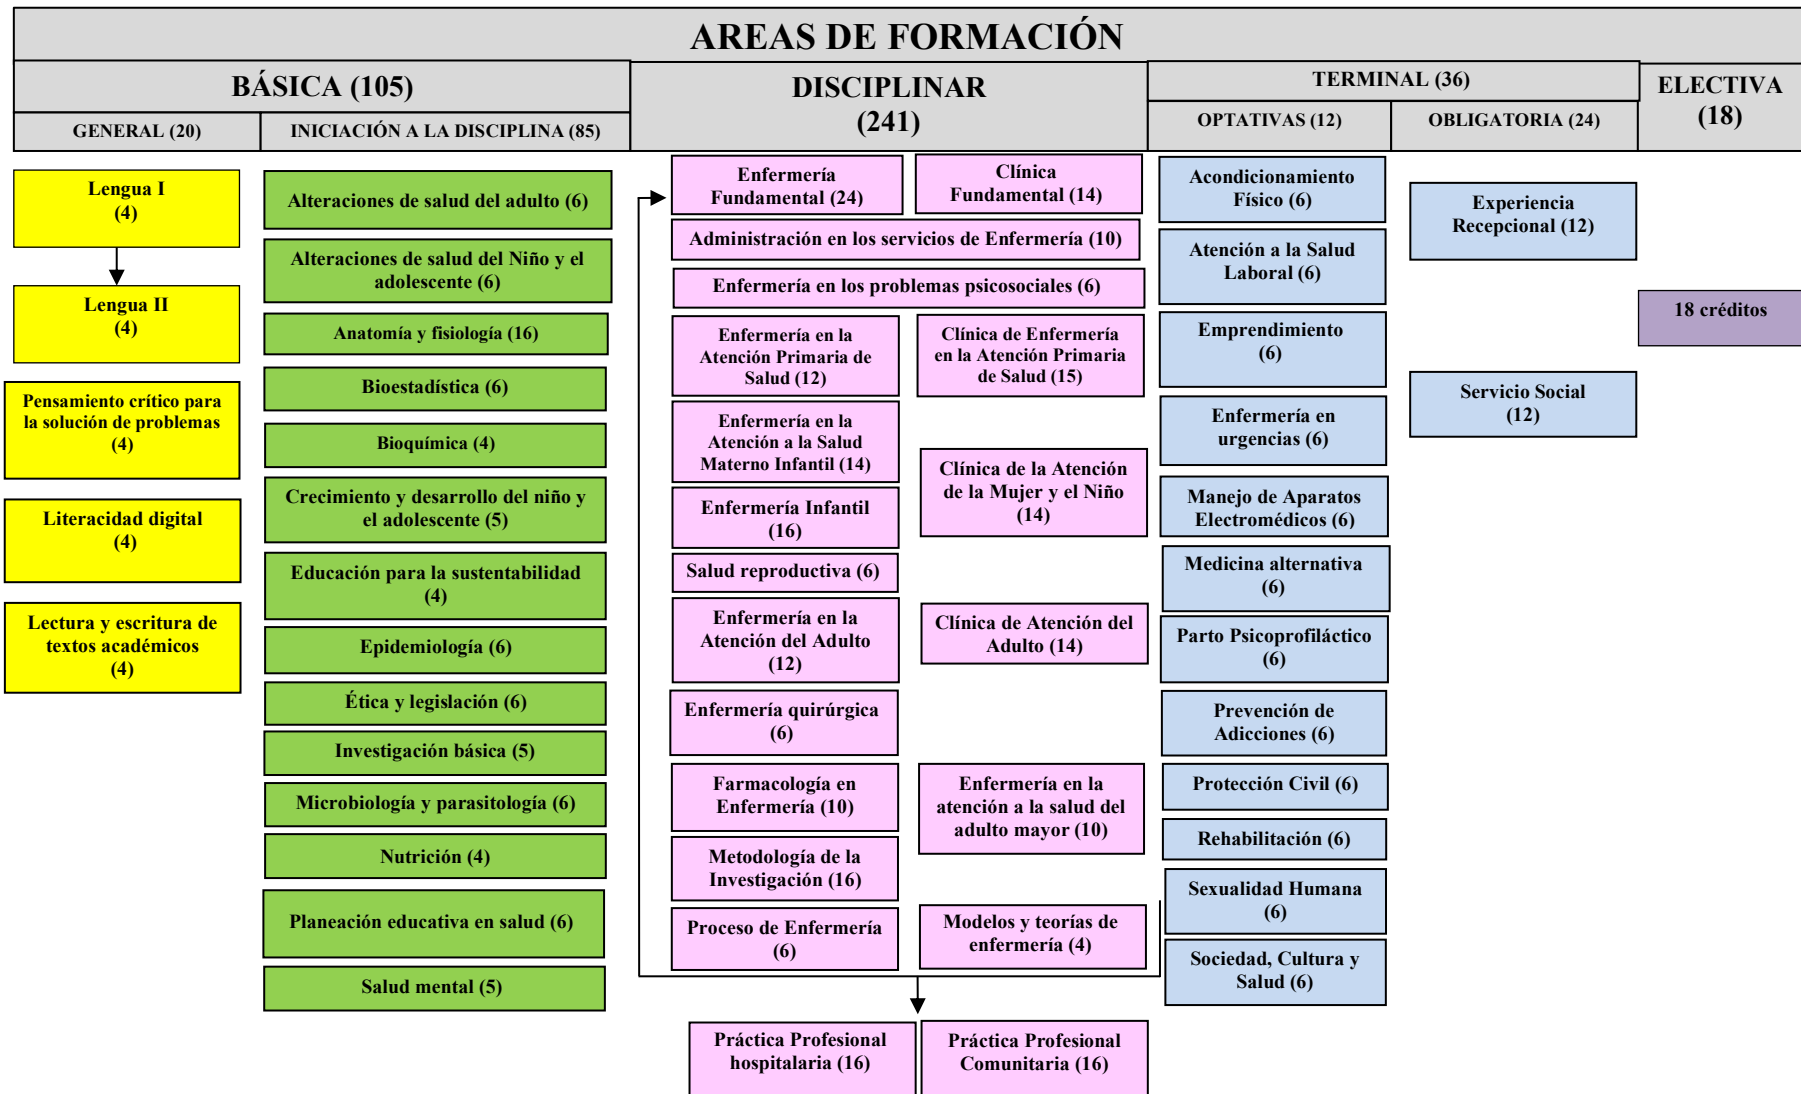 AREAS DE FORMACIÓN
BÁSICA (105)
GENERAL (20)
INICIACIÓN A LA DISCIPLINA (85)
DISCIPLINAR
(241)
TERMINAL (36)
OPTATIVAS (12)
OBLIGATORIA (24)
ELECTIVA
(18)
Lengua I
(4)
Lengua II
(4)
Pensamiento crítico para
la solución de problemas
(4)
Literacidad digital
(4)
Lectura y escritura de
textos académicos
(4)
Alteraciones de salud del adulto (6)
Alteraciones de salud del Niño y el
adolescente (6)
Anatomía y fisiología (16)
Bioestadística (6)
Bioquímica (4)
Crecimiento y desarrollo del niño y
el adolescente (5)
Educación para la sustentabilidad
(4)
Epidemiología (6)
Ética y legislación (6)
Investigación básica (5)
Microbiología y parasitología (6)
Nutrición (4)
Planeación educativa en salud (6)
Salud mental (5)
Enfermería
Fundamental (24)
Clínica
Fundamental (14)
Administración en los servicios de Enfermería (10)
Enfermería en los problemas psicosociales (6)
Enfermería en la
Atención Primaria de
Salud (12)
Clínica de Enfermería
en la Atención Primaria
de Salud (15)
Enfermería en
la Atención a la Salud
Materno Infantil (14)
Clínica de la Atención
de la Mujer y el Niño
(14)
Enfermería Infantil
(16)
Salud reproductiva (6)
Enfermería en la
Atención del Adulto
(12)
Clínica de Atención del
Adulto (14)
Enfermería quirúrgica
(6)
Farmacología en
Enfermería (10)
Enfermería en la
atención a la salud del
adulto mayor (10)
Metodología de la
Investigación (16)
Proceso de Enfermería
(6)
Modelos y teorías de
enfermería (4)
Práctica Profesional
hospitalaria (16)
Práctica Profesional
Comunitaria (16)
Acondicionamiento
Físico (6)
Atención a la Salud
Laboral (6)
Emprendimiento
(6)
Enfermería en
urgencias (6)
Manejo de Aparatos
Electromédicos (6)
Medicina alternativa
(6)
Parto Psicoprofiláctico
(6)
Prevención de
Adicciones (6)
Protección Civil (6)
Rehabilitación (6)
Sexualidad Humana
(6)
Sociedad, Cultura y
Salud (6)
Experiencia
Recepcional (12)
Servicio Social
(12)
18 créditos